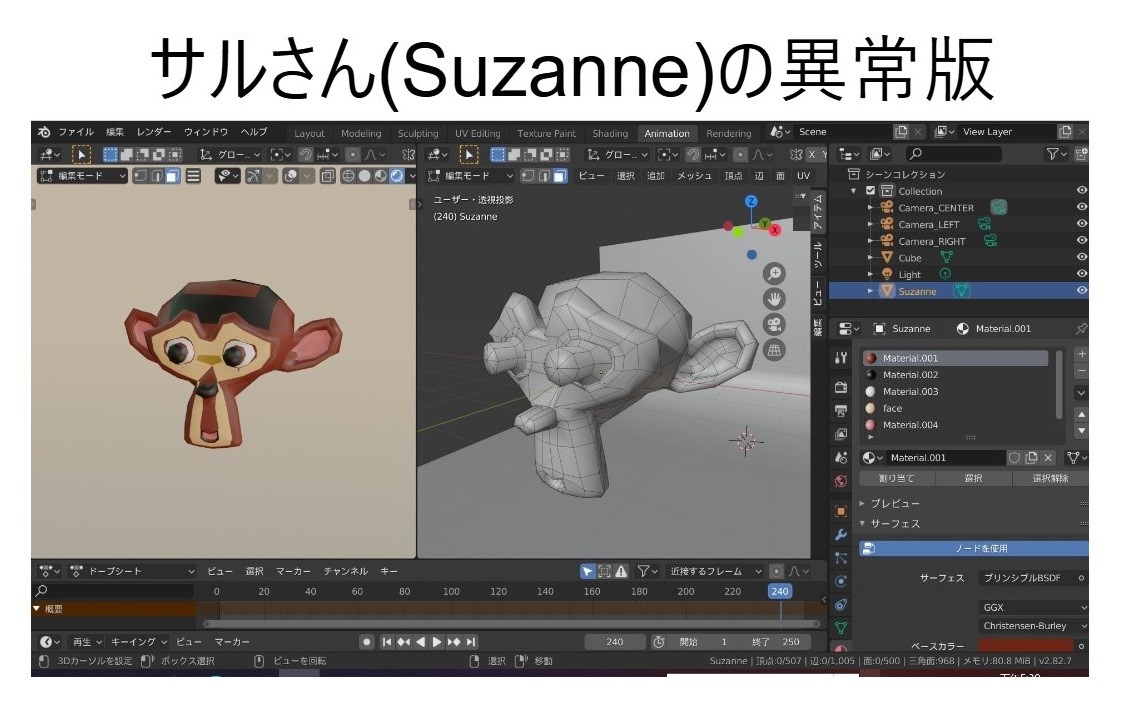 サルさん(Suzanne)の異常版
ファイル 編集 レンダー ウィンドウ ヘルプ Layout Modeling Sculpting UV Editing Texture Paint Shading Animation Rendering Scene View Layer
グロー.. グロー.. X Y
編集モード 編集モード ビュー 選択 追加 メッシュ 頂点 辺 面 UV
シーンコレクション
Collection
Camera_CENTER
Camera_LEFT
Camera_RIGHT
Cube
Light
Suzanne
ユーザー・透視投影
(240) Suzanne
Z
Y
X
アイテム
ツール
ビュー
編集
Suzanne Material.001
Material.001
Material.002
Material.003
face
Material.004
Material.001
割り当て 選択 選択解除
プレビュー
サーフェス
ノードを使用
サーフェス プリンシプルBSDF
GGX
Christensen-Burley
ベースカラー
ドープシート ビュー 選択 マーカー チャンネル キー 近接するフレーム
0 20 40 60 80 100 120 140 160 180 200 220 240
概要
再生 キーイング ビュー マーカー 240 開始 1 終了 250
3Dカーソルを設定 ボックス選択 ビューを回転 選択 移動 Suzanne | 頂点:0/507 | 辺:0/1,005 | 面:0/500 | 三角面:968 | メモリ:80.8 MiB | v2.82.7